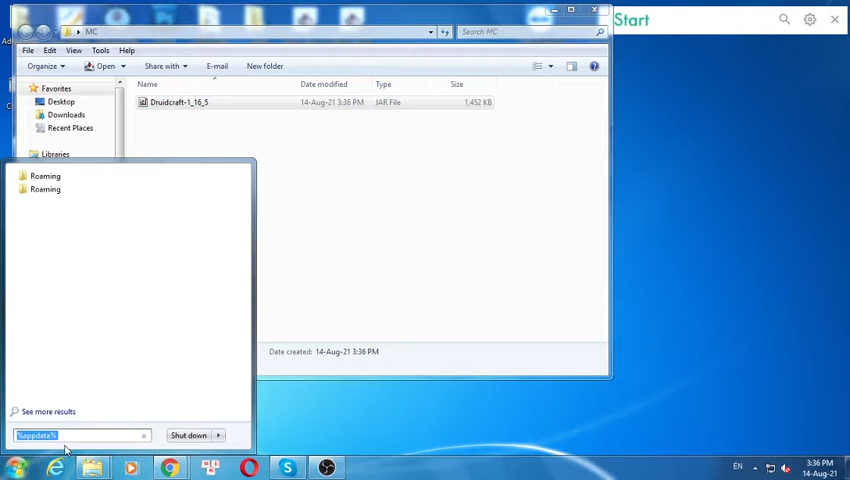 Start
MC
Search MC
File Edit View Tools Help
Organize Open Share with E-mail New folder
Favorites
Desktop
Downloads
Recent Places
Libraries
Name Date modified Type Size
Druidcraft-1_16_5 14-Aug-21 3:36 PM JAR File 1,452 KB
Date created: 14-Aug-21 3:36 PM
Roaming
Roaming
See more results
%appdata%
Shut down
EN
3:36 PM
14-Aug-21